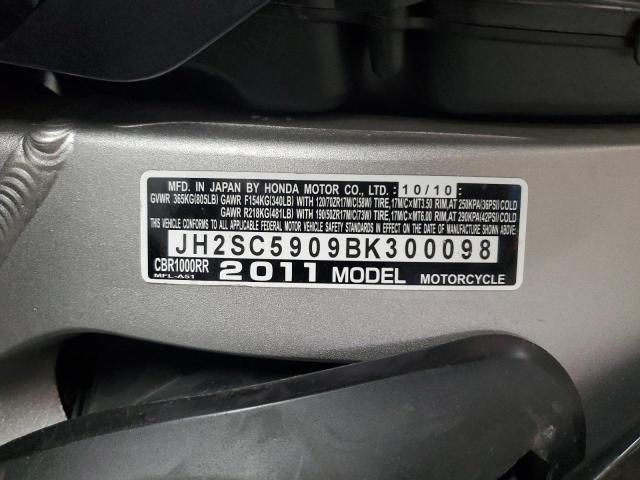 MFD. IN JAPAN BY HONDA MOTOR CO., LTD. :10/10:
GVWR 365KG(805LB) GAWR F154KG(340LB) WITH 120/70ZR17M/C(58W) TIRE, 17M/C×MT3.50 RIM, AT 250KPA(36PSI) COLD
GAWR R218KG(481LB) WITH 190/50ZR17M/C(73W) TIRE, 17M/C×MT6.00 RIM, AT 290KPA(42PSI) COLD
THIS VEHICLE CONFORMS TO ALL APPLICABLE FEDERAL MOTOR VEHICLE SAFETY STANDARDS IN EFFECT ON THE DATE OF MANUFACTURE SHOWN ABOVE.
JH2SC5909BK300098
CBR1000RR 2011 MODEL MOTORCYCLE
MFL-A51